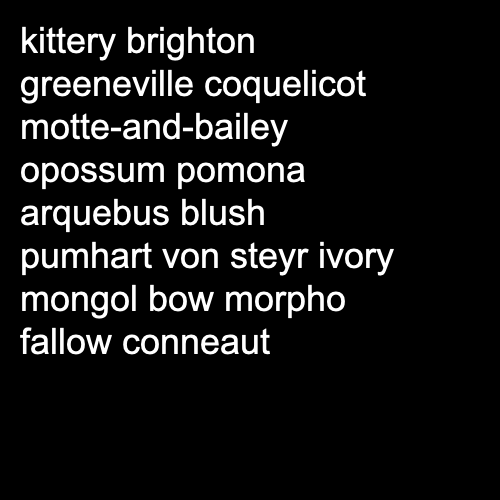 kittery brighton
greeneville coquelicot
motte-and-bailey
opossum pomona
arquebus blush
pumhart von steyr ivory
mongol bow morpho
fallow conneaut